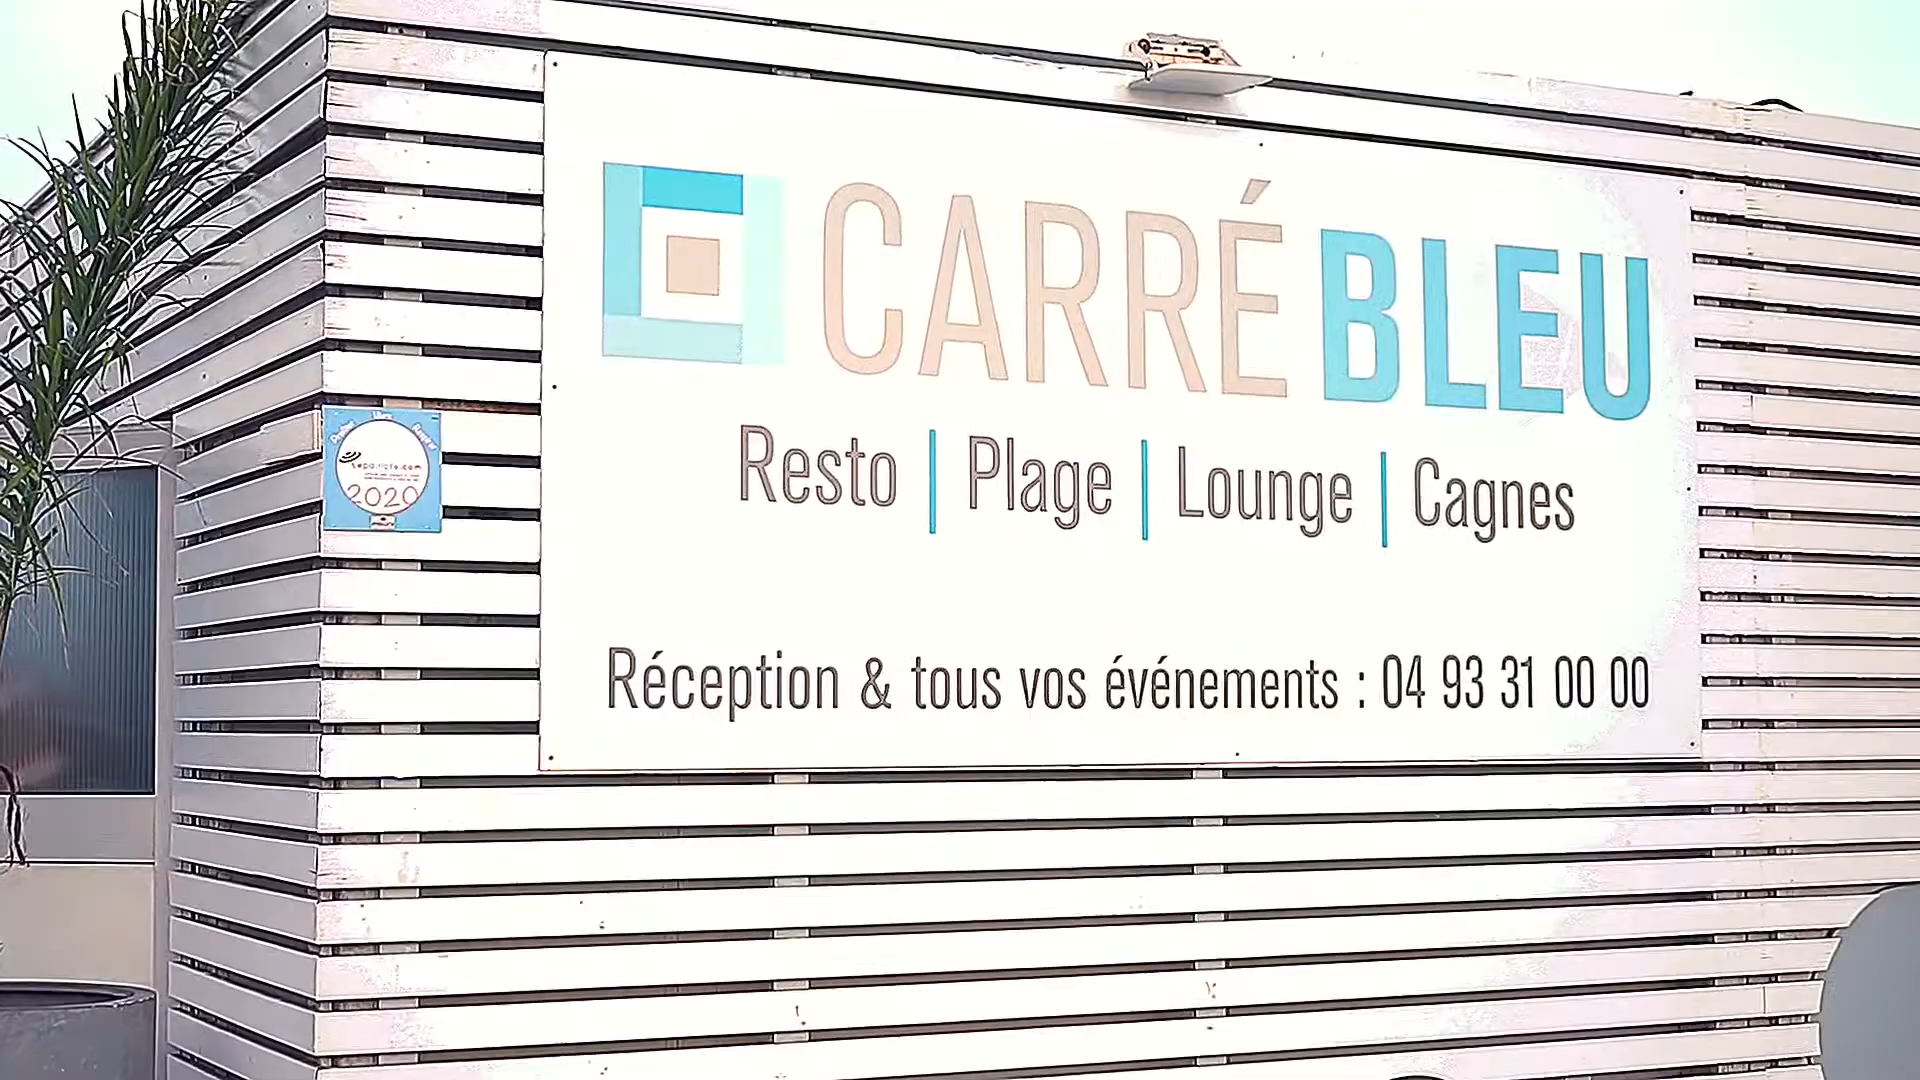 CARRÉ BLEU
Resto | Plage | Lounge | Cagnes
Réception & tous vos événements : 04 93 31 00 00
2020